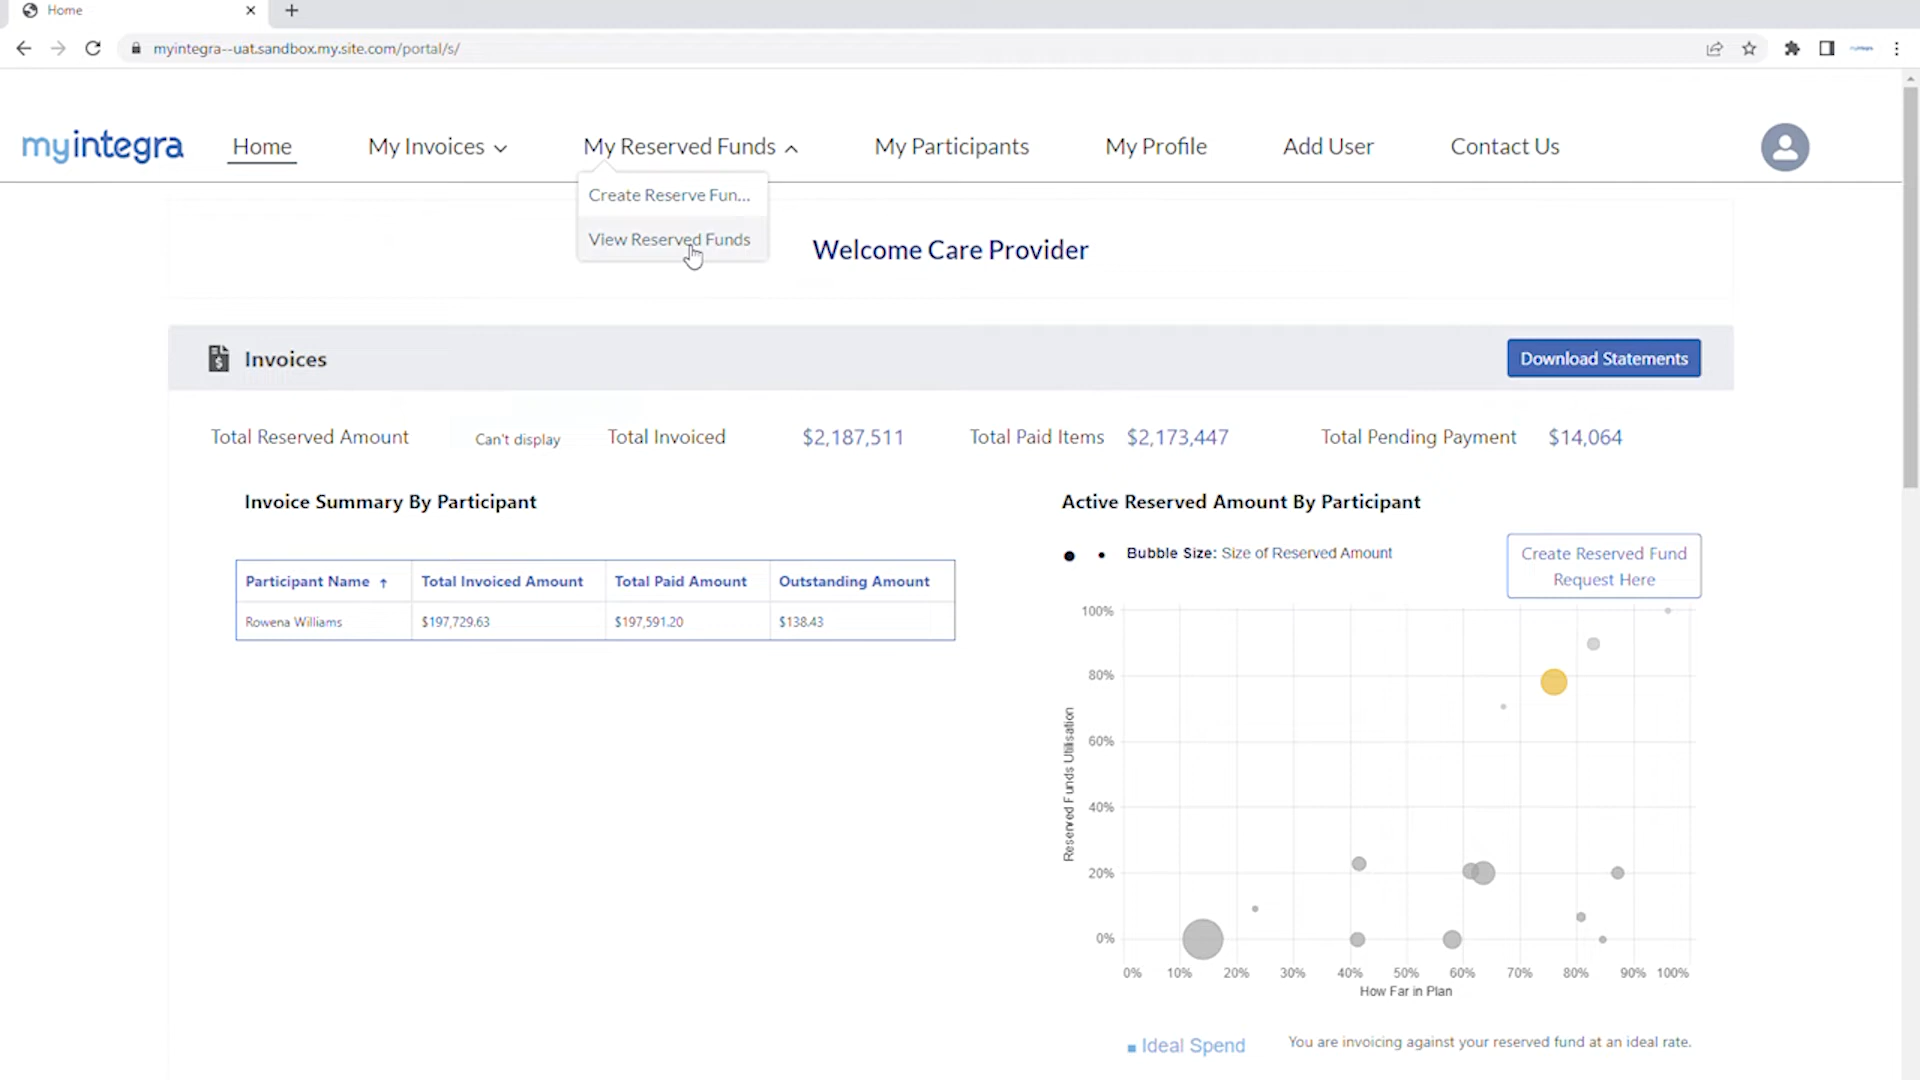 Home
myintegra--uat.sandbox.my.site.com/portal/s/
myintegra
Home
My Invoices
My Reserved Funds
My Participants
My Profile
Add User
Contact Us
Create Reserve Fun...
View Reserved Funds
Welcome Care Provider
Invoices
Download Statements
Total Reserved Amount
Can't display
Total Invoiced
$2,187,511
Total Paid Items
$2,173,447
Total Pending Payment
$14,064
Invoice Summary By Participant
Participant Name ↑
Total Invoiced Amount
Total Paid Amount
Outstanding Amount
Rowena Williams
$197,729.63
$197,591.20
$138.43
Active Reserved Amount By Participant
Bubble Size: Size of Reserved Amount
Create Reserved Fund
Request Here
100%
80%
60%
40%
20%
0%
Reserved Funds Utilisation
0%
10%
20%
30%
40%
50%
60%
70%
80%
90%
100%
How Far in Plan
Ideal Spend
You are invoicing against your reserved fund at an ideal rate.